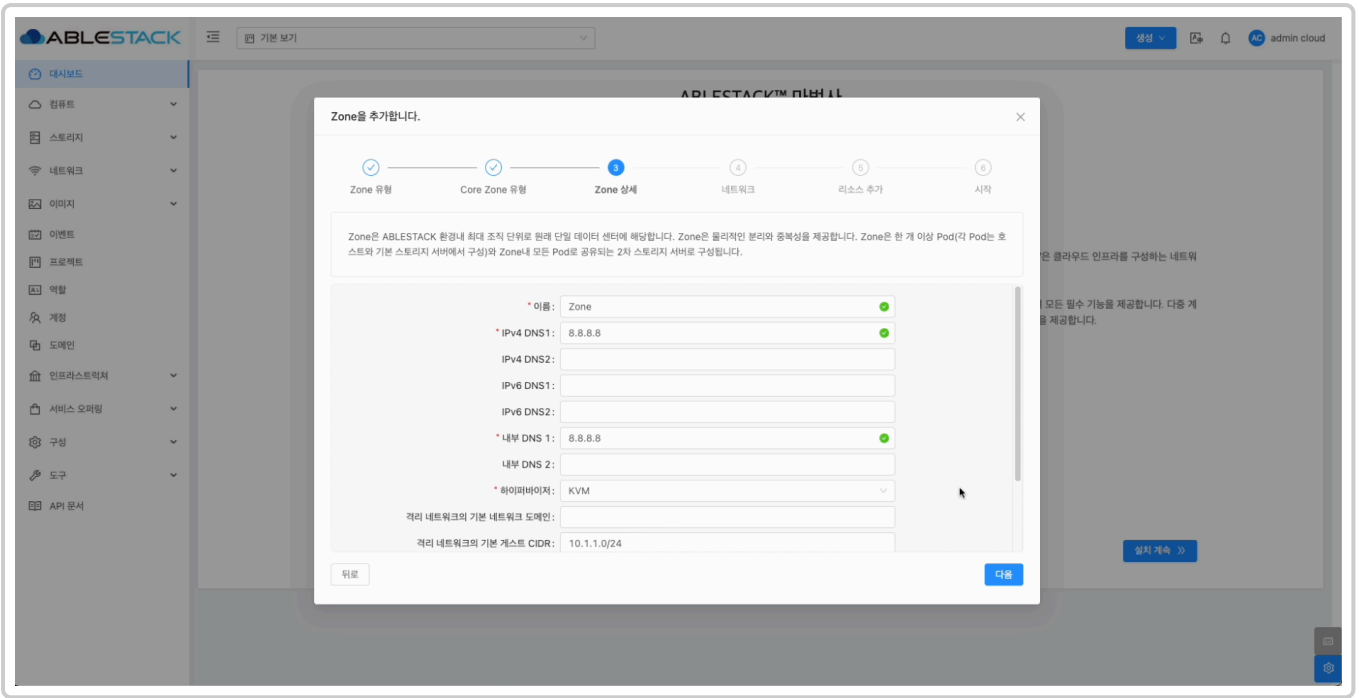 ABLESTACK
기본 보기
생성
admin cloud
AC
대시보드
컴퓨트
스토리지
네트워크
이미지
이벤트
프로젝트
역할
계정
도메인
인프라스트럭쳐
서비스 오퍼링
구성
도구
API 문서
ABLESTACK™ 마법사
Zone을 추가합니다.
3
4
5
6
Zone 유형
Core Zone 유형
Zone 상세
네트워크
리소스 추가
시작
Zone은 ABLESTACK 환경내 최대 조직 단위로 원래 단일 데이터 센터에 해당합니다. Zone은 물리적인 분리와 중복성을 제공합니다. Zone은 한 개 이상 Pod(각 Pod는 호
스트와 기본 스토리지 서버에서 구성)와 Zone내 모든 Pod로 공유되는 2차 스토리지 서버로 구성됩니다.
은 클라우드 인프라를 구성하는 네트워
모든 필수 기능을 제공합니다. 다중 계
을 제공합니다.
* 이름 : Zone
* IPv4 DNS1 : 8.8.8.8
IPv4 DNS2 :
IPv6 DNS1 :
IPv6 DNS2 :
* 내부 DNS 1 : 8.8.8.8
내부 DNS 2 :
* 하이퍼바이저 : KVM
격리 네트워크의 기본 네트워크 도메인 :
격리 네트워크의 기본 게스트 CIDR : 10.1.1.0/24
설치 계속
뒤로
다음